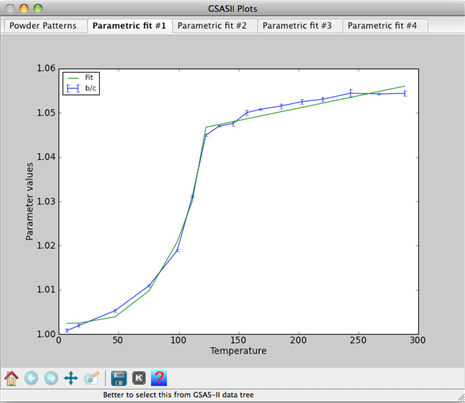 GSASII Plots
Powder Patterns Parametric fit #1 Parametric fit #2 Parametric fit #3 Parametric fit #4
1.06
1.05
1.04
1.03
1.02
1.01
1.00
Parameter values
Fit
b/c
0 50 100 150 200 250 300
Temperature
K ?
Better to select this from GSAS-II data tree